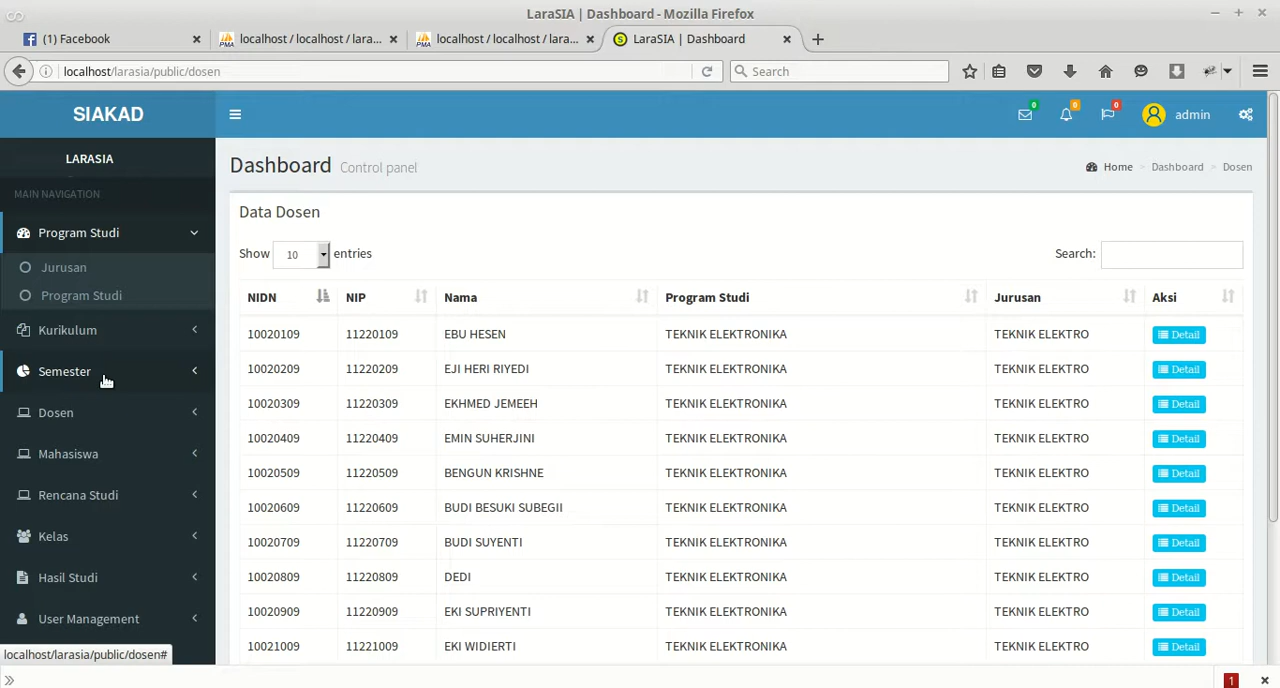 LaraSIA | Dashboard - Mozilla Firefox
(1) Facebook
localhost / localhost / lara...
localhost / localhost / lara...
LaraSIA | Dashboard
localhost/larasia/public/dosen
Search
SIAKAD
0
0
0
admin
LARASIA
Dashboard Control panel
Home > Dashboard > Dosen
MAIN NAVIGATION
Program Studi
Jurusan
Program Studi
Kurikulum
Semester
Dosen
Mahasiswa
Rencana Studi
Kelas
Hasil Studi
User Management
Data Dosen
Show 10 entries
Search:
NIDN NIP Nama Program Studi Jurusan Aksi
10020109 11220109 EBU HESEN TEKNIK ELEKTRONIKA TEKNIK ELEKTRO Detail
10020209 11220209 EJI HERI RIYEDI TEKNIK ELEKTRONIKA TEKNIK ELEKTRO Detail
10020309 11220309 EKHMED JEMEEH TEKNIK ELEKTRONIKA TEKNIK ELEKTRO Detail
10020409 11220409 EMIN SUHERJINI TEKNIK ELEKTRONIKA TEKNIK ELEKTRO Detail
10020509 11220509 BENGUN KRISHNE TEKNIK ELEKTRONIKA TEKNIK ELEKTRO Detail
10020609 11220609 BUDI BESUKI SUBEGII TEKNIK ELEKTRONIKA TEKNIK ELEKTRO Detail
10020709 11220709 BUDI SUYENTI TEKNIK ELEKTRONIKA TEKNIK ELEKTRO Detail
10020809 11220809 DEDI TEKNIK ELEKTRONIKA TEKNIK ELEKTRO Detail
10020909 11220909 EKI SUPRIYENTI TEKNIK ELEKTRONIKA TEKNIK ELEKTRO Detail
10021009 11221009 EKI WIDIERTI TEKNIK ELEKTRONIKA TEKNIK ELEKTRO Detail
localhost/larasia/public/dosen#
1